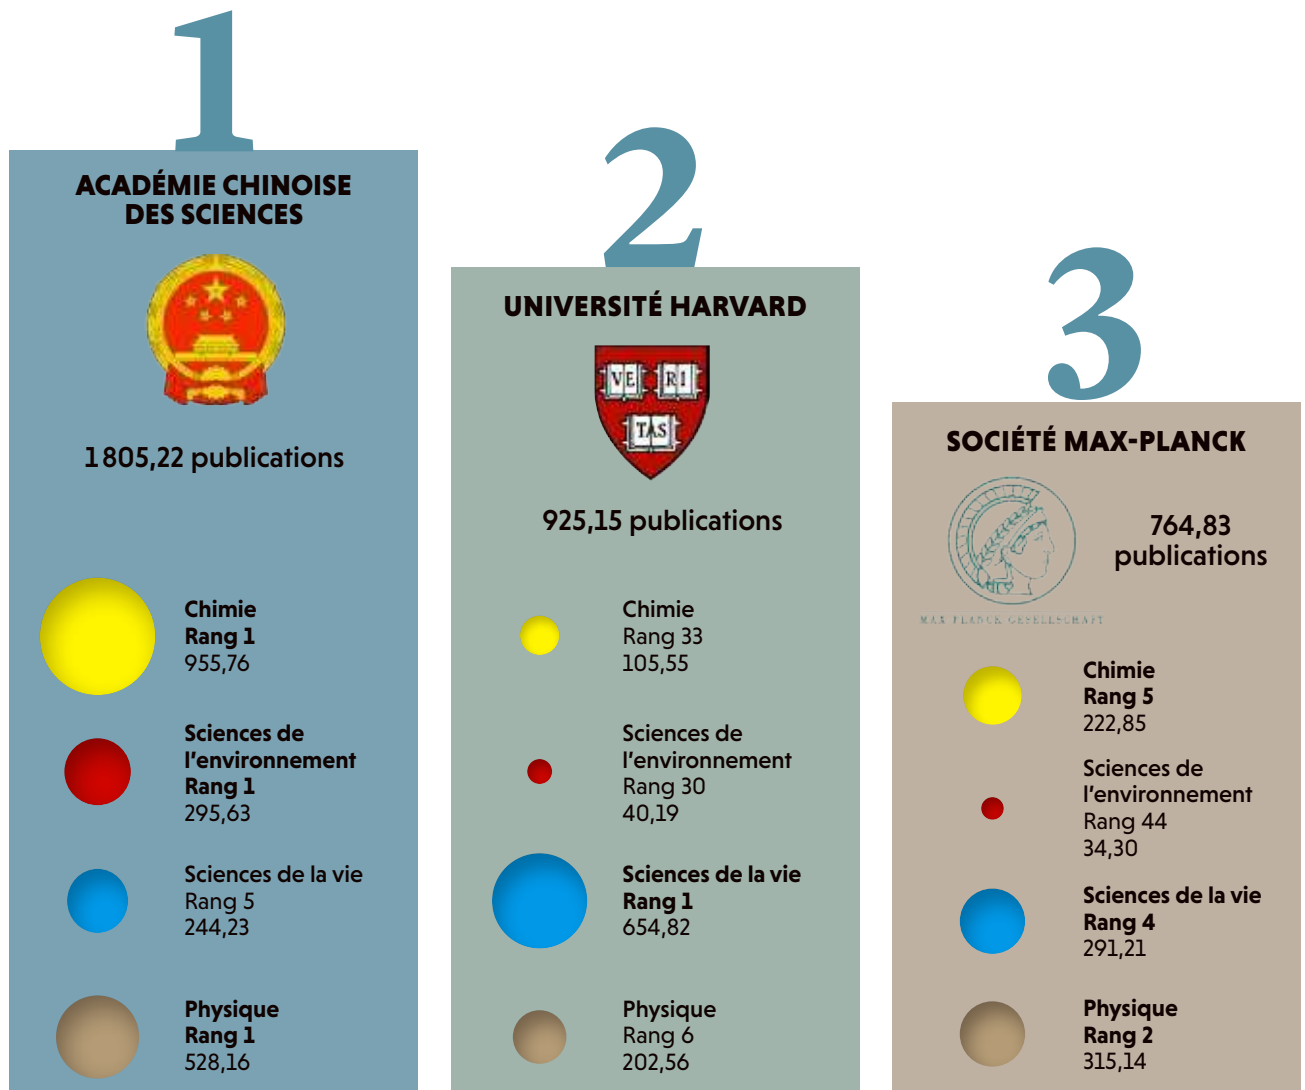 1
ACADÉMIE CHINOISE
DES SCIENCES
1805,22 publications
Chimie
Rang 1
955,76
Sciences de
l'environnement
Rang 1
295,63
Sciences de la vie
Rang 5
244,23
Physique
Rang 1
528,16
2
UNIVERSITÉ HARVARD
VE RI
TAS
925,15 publications
Chimie
Rang 33
105,55
Sciences de
l'environnement
Rang 30
40,19
Sciences de la vie
Rang 1
654,82
Physique
Rang 6
202,56
3
SOCIÉTÉ MAX-PLANCK
MAX PLANCK GESELLSCHAFT
764,83
publications
Chimie
Rang 5
222,85
Sciences de
l'environnement
Rang 44
34,30
Sciences de la vie
Rang 4
291,21
Physique
Rang 2
315,14